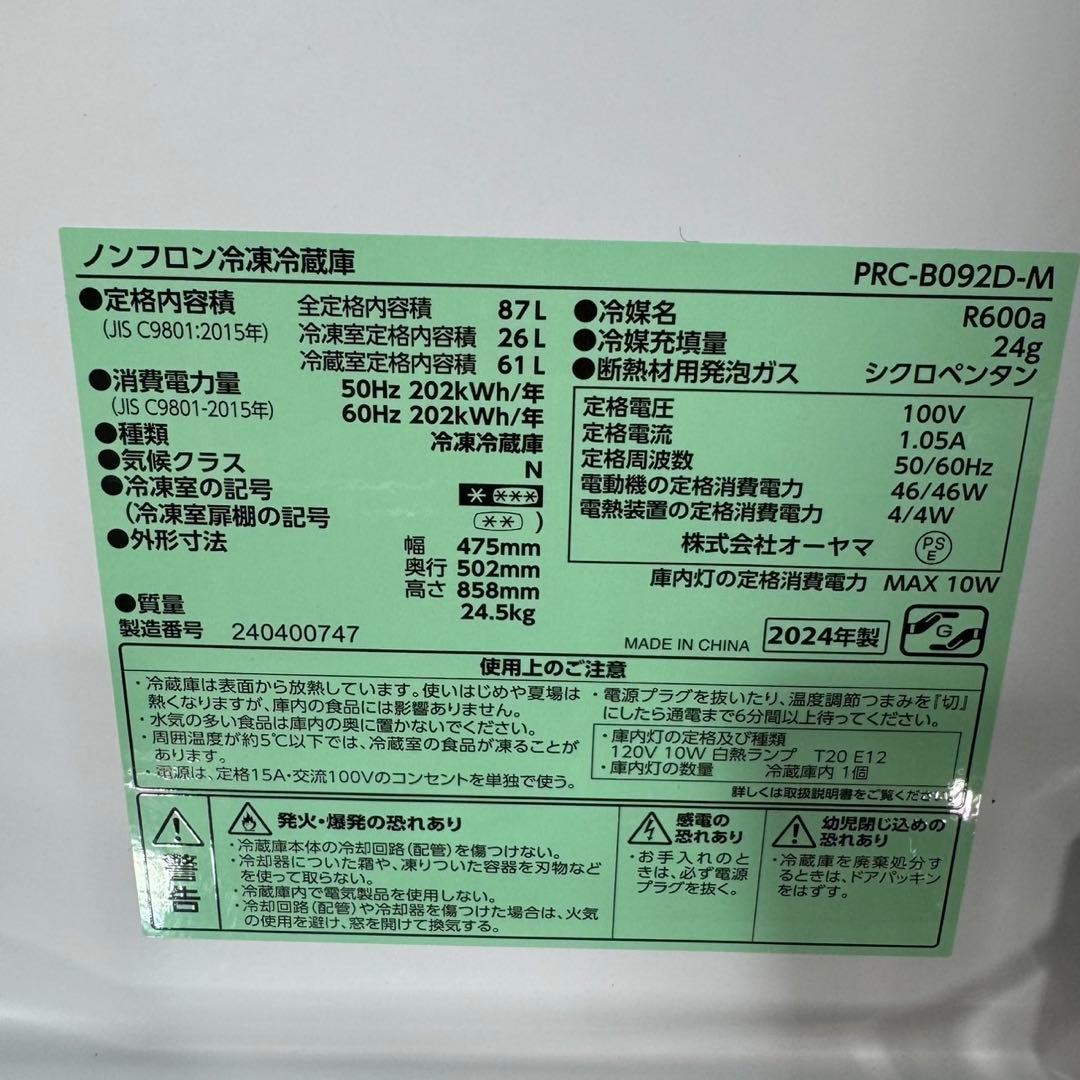 ノンフロン冷凍冷蔵庫 PRC-B092D-M
●定格内容積 全定格内容積 87L
(JIS C9801:2015年) 冷凍室定格内容積 26L
冷蔵室定格内容積 61L
●消費電力量 50Hz 202kWh/年
(JIS C9801-2015年) 60Hz 202kWh/年
●種類 冷凍冷蔵庫
●気候クラス N
●冷凍室の記号 * ***
(冷凍室扉棚の記号 ** )
●外形寸法 幅 475mm
奥行 502mm
高さ 858mm
●質量 24.5kg
製造番号 240400747
●冷媒名 R600a
●冷媒充填量 24g
●断熱材用発泡ガス シクロペンタン
定格電圧 100V
定格電流 1.05A
定格周波数 50/60Hz
電動機の定格消費電力 46/46W
電熱装置の定格消費電力 4/4W
株式会社オーヤマ PSE
庫内灯の定格消費電力 MAX 10W
MADE IN CHINA 2024年製 G
使用上のご注意
・冷蔵庫は表面から放熱しています。使いはじめや夏場は
熱くなりますが、庫内の食品には影響ありません。
・水気の多い食品は庫内の奥に置かないでください。
・周囲温度が約5℃以下では、冷蔵室の食品が凍ることが
あります。
・電源は、定格15A・交流100Vのコンセントを単独で使う。
・電源プラグを抜いたり、温度調節つまみを『切』
にしたら通電まで6分間以上待ってください。
・庫内灯の定格及び種類
120V 10W 白熱ランプ T20 E12
・庫内灯の数量 冷蔵庫内 1個
詳しくは取扱説明書をご覧ください。
警告
発火・爆発の恐れあり
・冷蔵庫本体の冷却回路(配管)を傷つけない。
・冷却器についた霜や、凍りついた容器を刃物など
を使って取らない。
・冷蔵庫内で電気製品を使用しない。
・冷却回路(配管)や冷却器を傷つけた場合は、火気
の使用を避け、窓を開けて換気する。
感電の
恐れあり
・お手入れのと
きは、必ず電源
プラグを抜く。
幼児閉じ込めの
恐れあり
・冷蔵庫を廃棄処分す
るときは、ドアパッキン
をはずす。